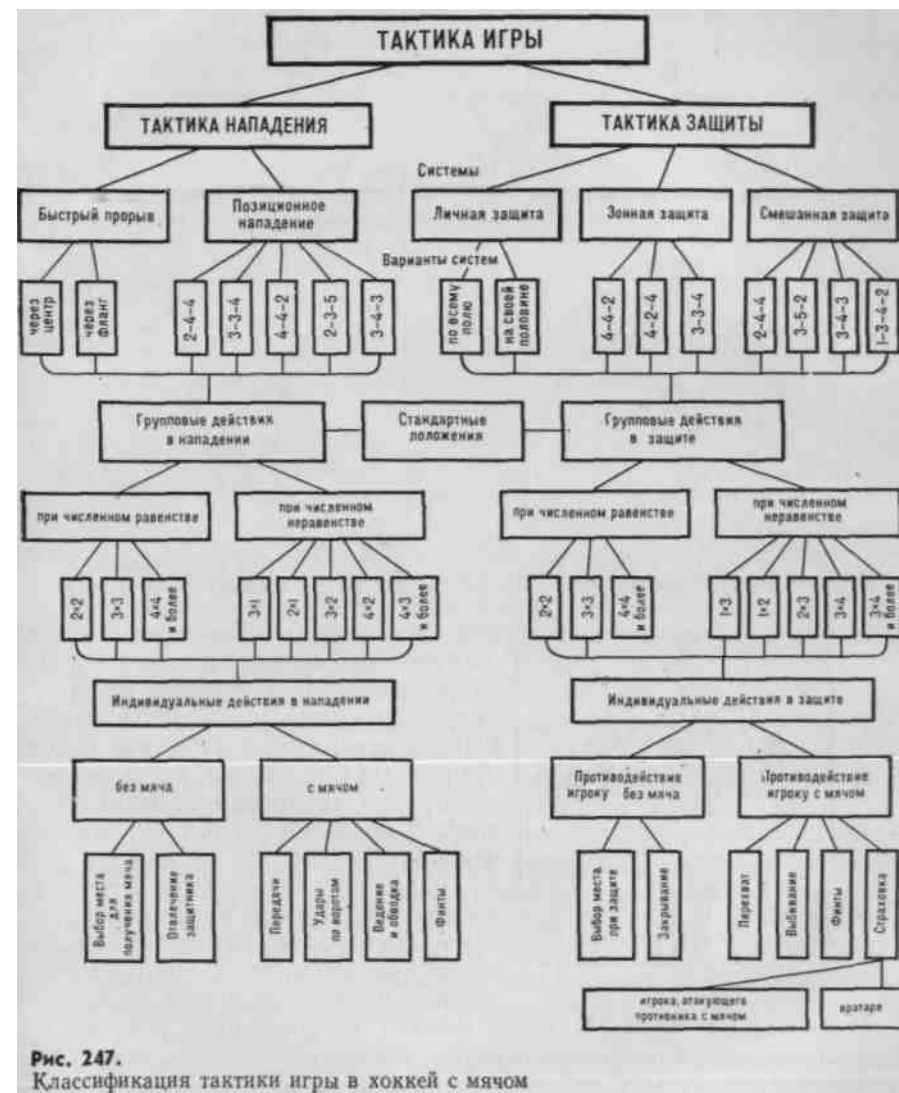 ТАКТИКА ИГРЫ
ТАКТИКА НАПАДЕНИЯ
ТАКТИКА ЗАЩИТЫ
Системы
Быстрый прорыв
Позиционное
нападение
Личная защита
Зонная защита
Смешанная защита
Варианты систем
через
центр
через
фланг
2-4-4
3-3-4
4-4-2
2-3-5
3-4-3
по всему
полю
на своей
половине
4-4-2
4-2-4
3-3-4
2-4-4
3-5-2
3-4-3
1-3-4-2
Групповые действия
в нападении
Стандартные
положения
Групповые действия
в защите
при численном равенстве
при численном
неравенстве
при численном равенстве
при численном
неравенстве
2×2
3×3
4×4
и более
3×1
2×1
3×2
4×2
4×3
и более
2×2
3×3
4×4
и более
1×3
1×2
2×3
3×4
3×4
и более
Индивидуальные действия в нападении
Индивидуальные действия в защите
без мяча
с мячом
Противодействие
игроку без мяча
Противодействие
игроку с мячом
Выбор места
для
получения мяча
Отвлечение
защитника
Передачи
Удары
по воротам
Ведение
и обводка
Финты
Выбор места
при защите
Закрывание
Перехват
Выбивание
Финты
Страховка
игрока, атакующего
противника с мячом
вратаре
Рис. 247.
Классификация тактики игры в хоккей с мячом